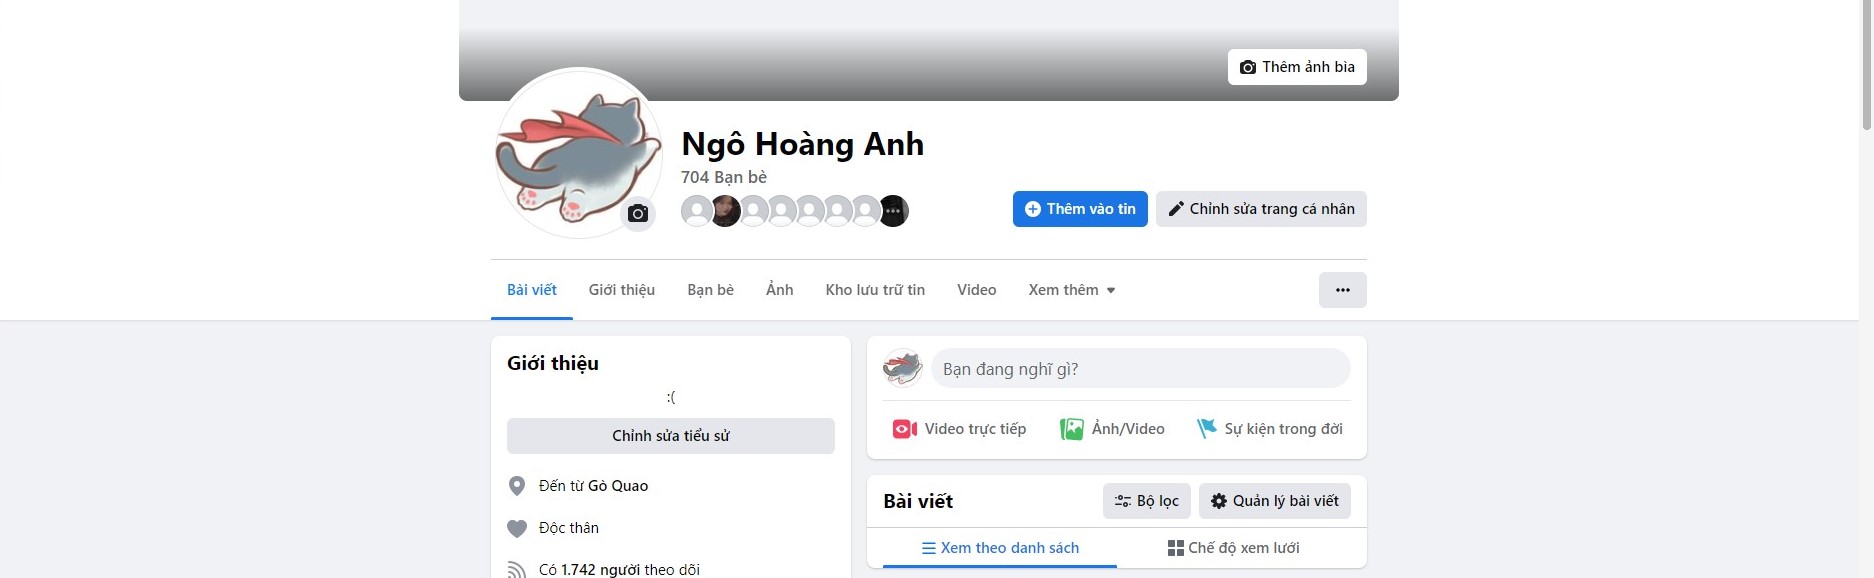 Thêm ảnh bìa
Ngô Hoàng Anh
704 Bạn bè
Thêm vào tin
Chỉnh sửa trang cá nhân
Bài viết
Giới thiệu
Bạn bè
Ảnh
Kho lưu trữ tin
Video
Xem thêm
Giới thiệu
:(
Chỉnh sửa tiểu sử
Đến từ Gò Quao
Độc thân
Có 1.742 người theo dõi
Bạn đang nghĩ gì?
Video trực tiếp
Ảnh/Video
Sự kiện trong đời
Bài viết
Bộ lọc
Quản lý bài viết
Xem theo danh sách
Chế độ xem lưới